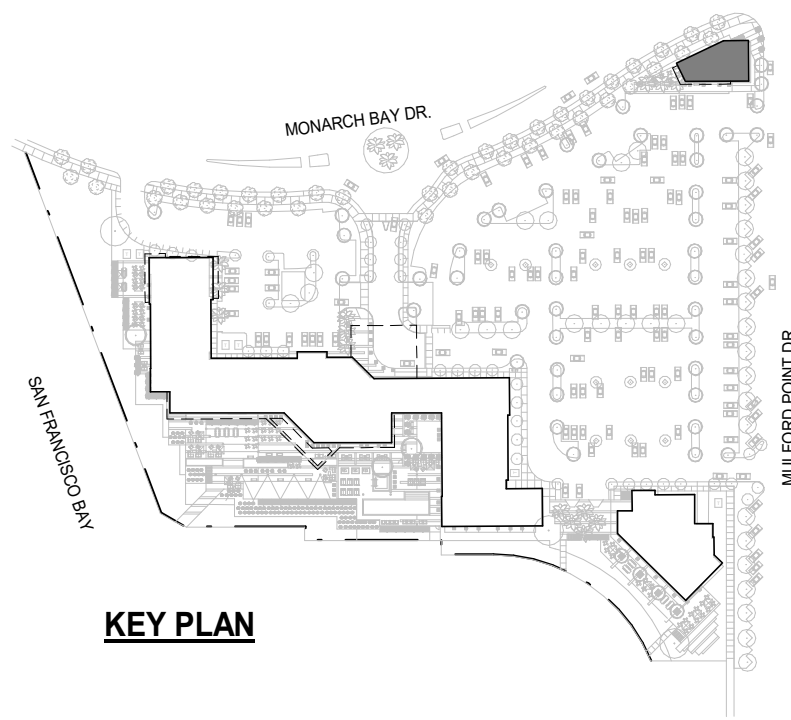 MONARCH BAY DR.
SAN FRANCISCO BAY
MULFORD POINT DR.
KEY PLAN